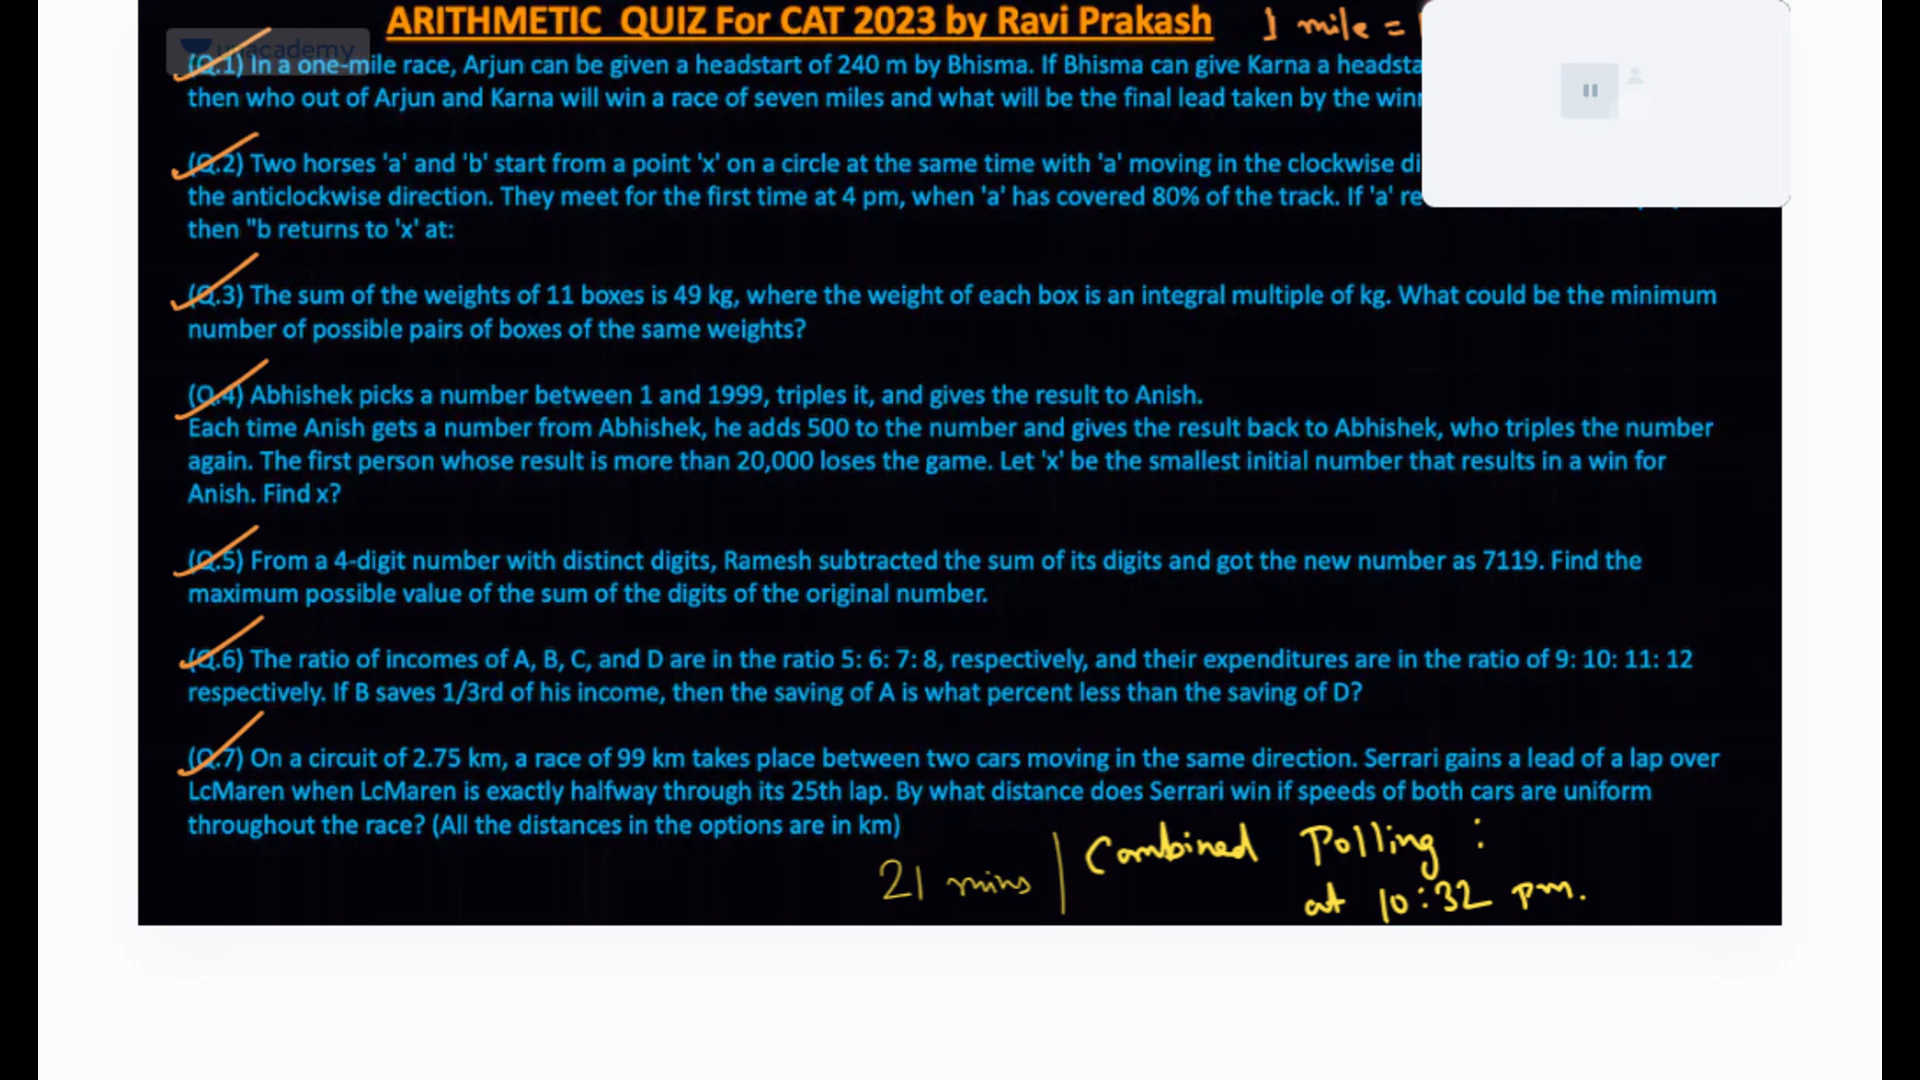 ARITHMETIC QUIZ For CAT 2023 by Ravi Prakash 1 mile =
unacademy
(Q.1) In a one-mile race, Arjun can be given a headstart of 240 m by Bhisma. If Bhisma can give Karna a
then who out of Arjun and Karna will win a race of seven miles and what will be the final lead taken by the
(Q.2) Two horses 'a' and 'b' start from a point 'x' on a circle at the same time with 'a' moving in the clockwise
the anticlockwise direction. They meet for the first time at 4 pm, when 'a' has covered 80% of the track. If 'a'
then "b returns to 'x' at:
(Q.3) The sum of the weights of 11 boxes is 49 kg, where the weight of each box is an integral multiple of kg. What could be the minimum
number of possible pairs of boxes of the same weights?
(Q.4) Abhishek picks a number between 1 and 1999, triples it, and gives the result to Anish.
Each time Anish gets a number from Abhishek, he adds 500 to the number and gives the result back to Abhishek, who triples the number
again. The first person whose result is more than 20,000 loses the game. Let 'x' be the smallest initial number that results in a win for
Anish. Find x?
(Q.5) From a 4-digit number with distinct digits, Ramesh subtracted the sum of its digits and got the new number as 7119. Find the
maximum possible value of the sum of the digits of the original number.
(Q.6) The ratio of incomes of A, B, C, and D are in the ratio 5: 6: 7: 8, respectively, and their expenditures are in the ratio of 9: 10: 11: 12
respectively. If B saves 1/3rd of his income, then the saving of A is what percent less than the saving of D?
(Q.7) On a circuit of 2.75 km, a race of 99 km takes place between two cars moving in the same direction. Serrari gains a lead of a lap over
LcMaren when LcMaren is exactly halfway through its 25th lap. By what distance does Serrari win if speeds of both cars are uniform
throughout the race? (All the distances in the options are in km)
21 mins | Combined Polling :
at 10:32 pm.